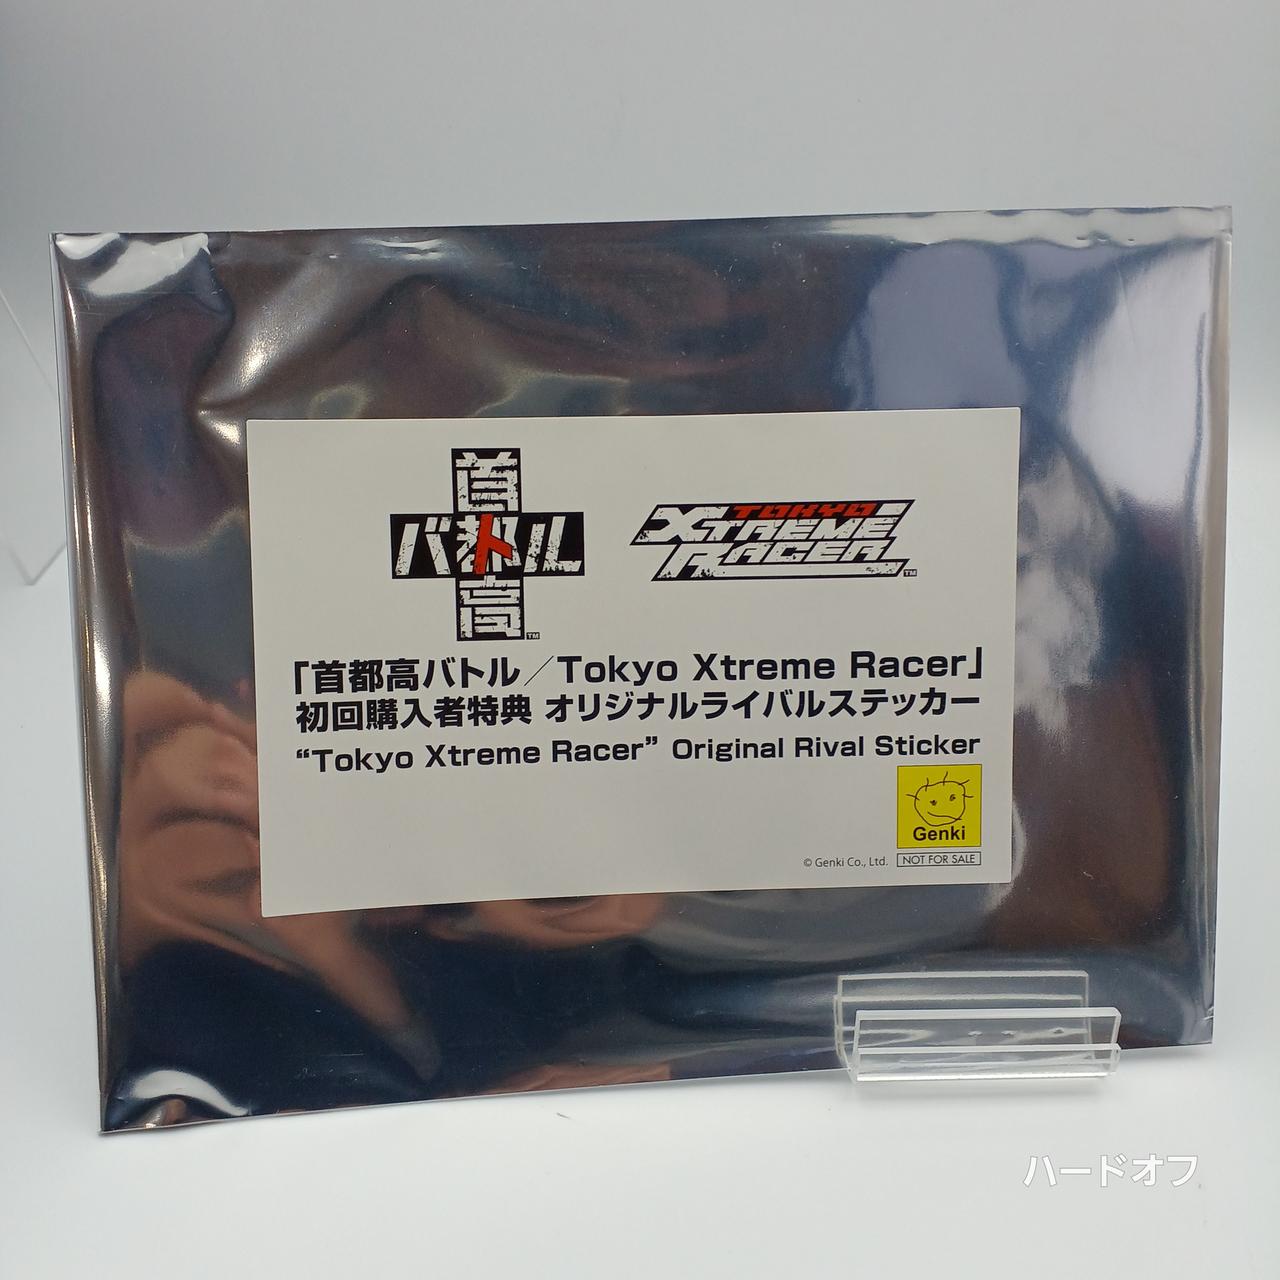 首都高
バトル
TM
TOKYO
XTREME
RACER
TM
「首都高バトル／Tokyo Xtreme Racer」
初回購入者特典 オリジナルライバルステッカー
“Tokyo Xtreme Racer” Original Rival Sticker
Genki
© Genki Co., Ltd.
NOT FOR SALE
ハードオフ